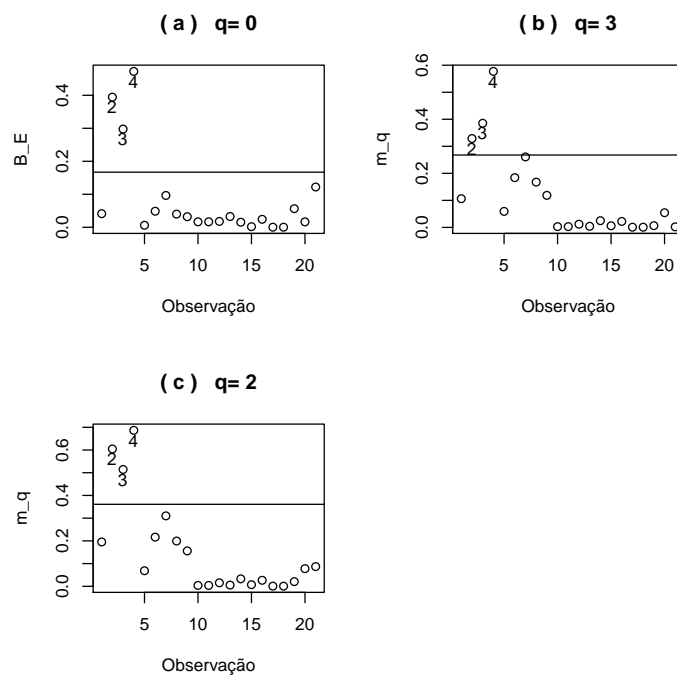 ( a ) q= 0
B_E
0.0 0.2 0.4
2
3
4
5 10 15 20
Observação
( b ) q= 3
m_q
0.0 0.2 0.4 0.6
2
3
4
5 10 15 20
Observação
( c ) q= 2
m_q
0.0 0.2 0.4 0.6
2
3
4
5 10 15 20
Observação